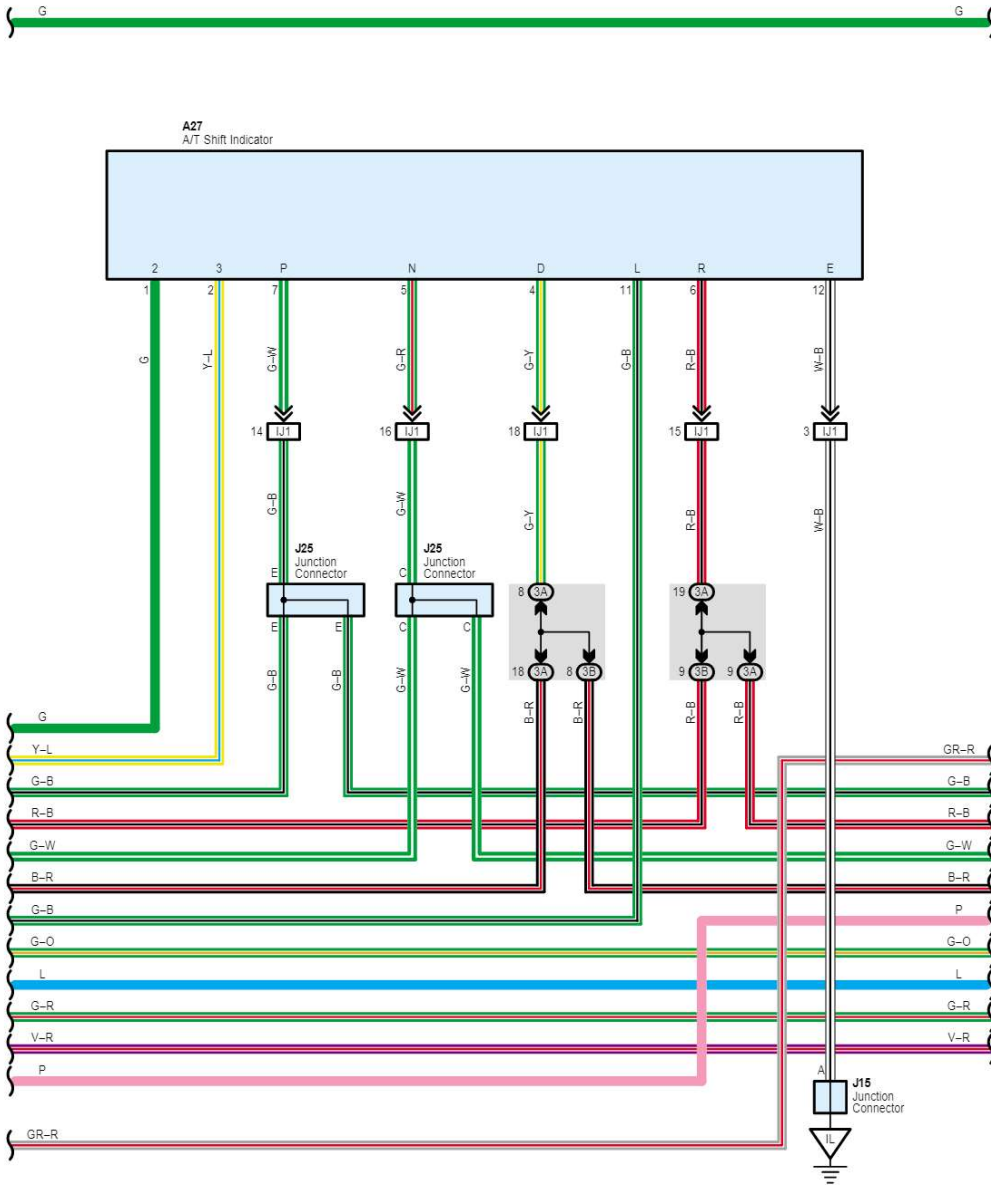 G G
A27
A/T Shift Indicator
2 3 P N D L R E
1 2 7 5 4 11 6 12
G Y–L G–W G–R G–Y G–B R–B W–B
14 IJ1 16 IJ1 18 IJ1 15 IJ1 3 IJ1
G–B G–W G–Y R–B W–B
J25 J25
Junction Junction
Connector Connector
E C 8 3A 19 3A
E E C C
18 3A 8 3B 9 3B 9 3A
G–B G–B G–W G–W B–R B–R R–B R–B
G
Y–L GR–R
G–B G–B
R–B R–B
G–W G–W
B–R B–R
G–B P
G–O G–O
L L
G–R G–R
V–R V–R
P A
J15
Junction
Connector
GR–R IL